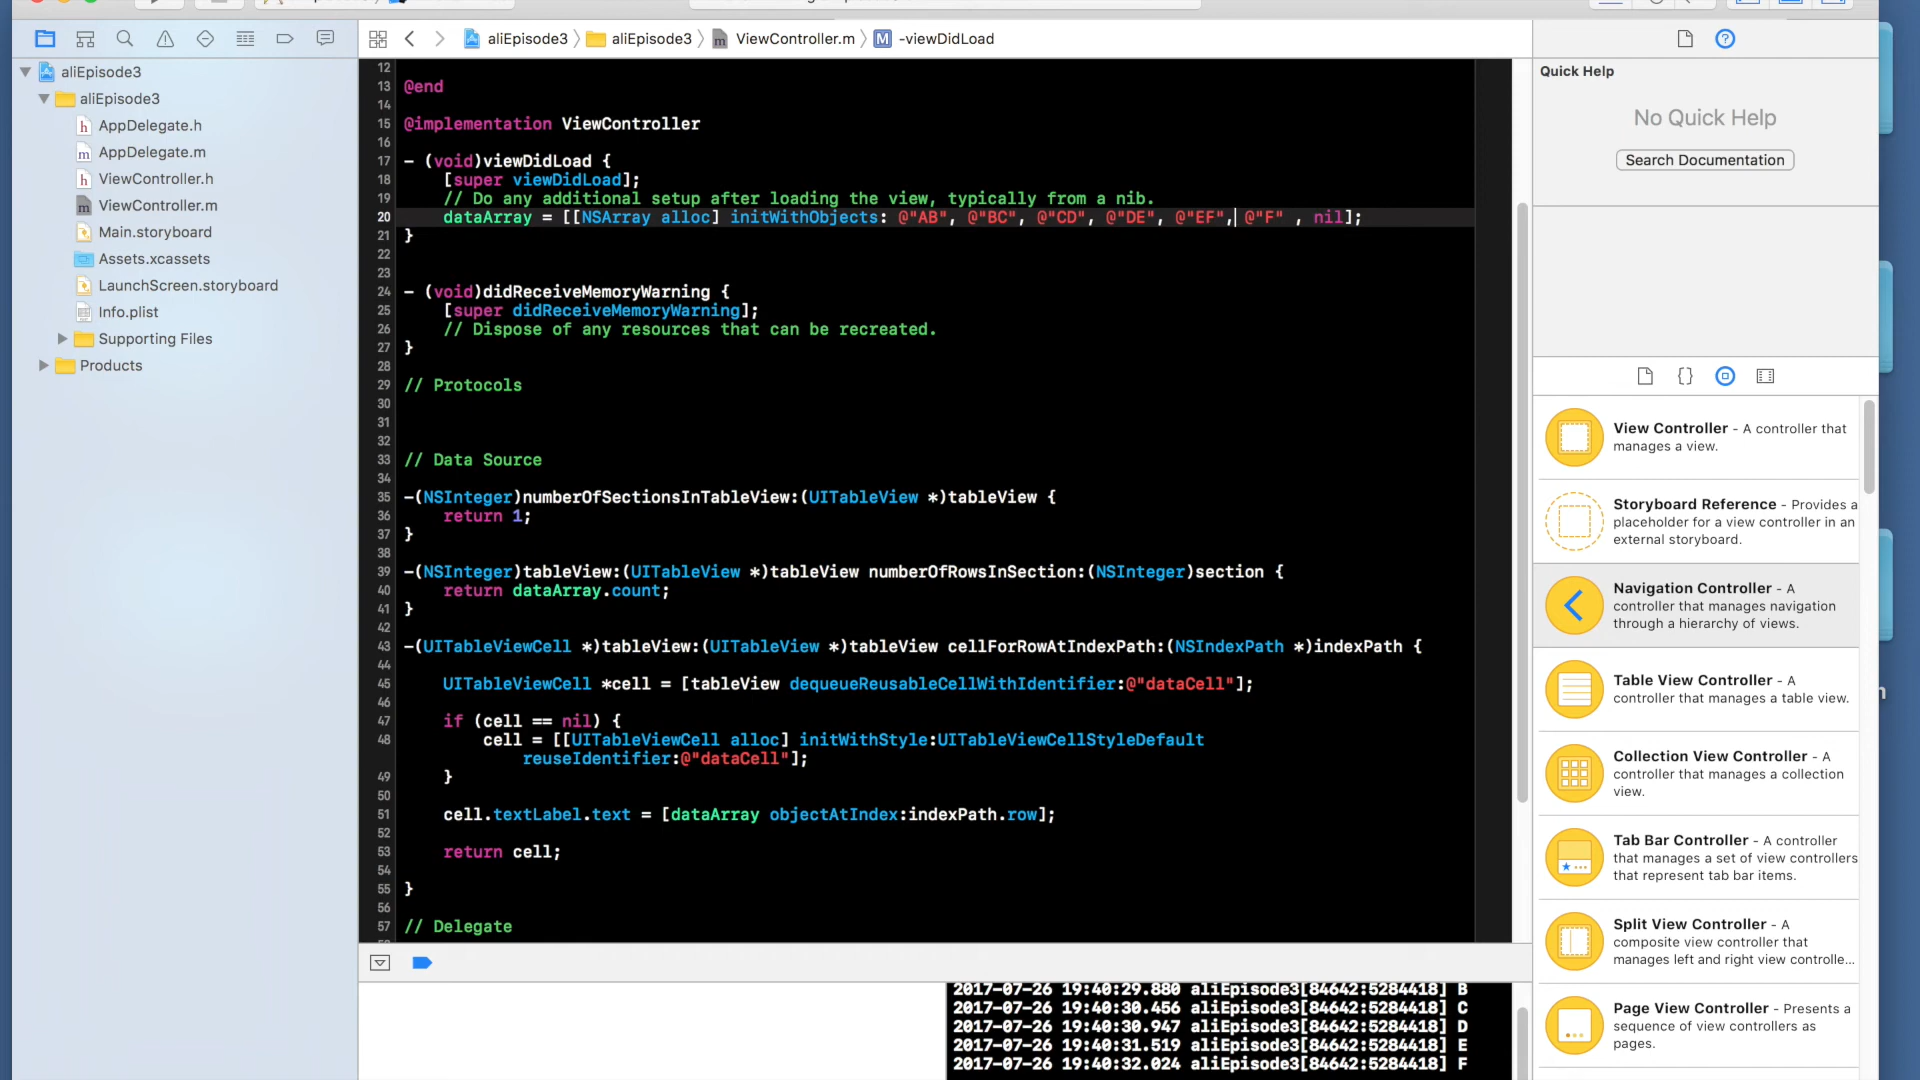 aliEpisode3 aliEpisode3 ViewController.m M -viewDidLoad
aliEpisode3
aliEpisode3
h AppDelegate.h
m AppDelegate.m
h ViewController.h
m ViewController.m
Main.storyboard
Assets.xcassets
LaunchScreen.storyboard
Info.plist
Supporting Files
Products
12
13 @end
14
15 @implementation ViewController
16
17 - (void)viewDidLoad {
18 [super viewDidLoad];
19 // Do any additional setup after loading the view, typically from a nib.
20 dataArray = [[NSArray alloc] initWithObjects: @"AB", @"BC", @"CD", @"DE", @"EF", @"F" , nil];
21 }
22
23
24 - (void)didReceiveMemoryWarning {
25 [super didReceiveMemoryWarning];
26 // Dispose of any resources that can be recreated.
27 }
28
29 // Protocols
30
31
32
33 // Data Source
34
35 -(NSInteger)numberOfSectionsInTableView:(UITableView *)tableView {
36 return 1;
37 }
38
39 -(NSInteger)tableView:(UITableView *)tableView numberOfRowsInSection:(NSInteger)section {
40 return dataArray.count;
41 }
42
43 -(UITableViewCell *)tableView:(UITableView *)tableView cellForRowAtIndexPath:(NSIndexPath *)indexPath {
44
45 UITableViewCell *cell = [tableView dequeueReusableCellWithIdentifier:@"dataCell"];
46
47 if (cell == nil) {
48 cell = [[UITableViewCell alloc] initWithStyle:UITableViewCellStyleDefault
reuseIdentifier:@"dataCell"];
49 }
50
51 cell.textLabel.text = [dataArray objectAtIndex:indexPath.row];
52
53 return cell;
54
55 }
56
57 // Delegate
2017-07-26 19:40:29.880 aliEpisode3[84642:5284418] B
2017-07-26 19:40:30.456 aliEpisode3[84642:5284418] C
2017-07-26 19:40:30.947 aliEpisode3[84642:5284418] D
2017-07-26 19:40:31.519 aliEpisode3[84642:5284418] E
2017-07-26 19:40:32.024 aliEpisode3[84642:5284418] F
Quick Help
No Quick Help
Search Documentation
View Controller - A controller that
manages a view.
Storyboard Reference - Provides a
placeholder for a view controller in an
external storyboard.
Navigation Controller - A
controller that manages navigation
through a hierarchy of views.
Table View Controller - A
controller that manages a table view.
Collection View Controller - A
controller that manages a collection
view.
Tab Bar Controller - A controller
that manages a set of view controllers
that represent tab bar items.
Split View Controller - A
composite view controller that
manages left and right view controlle...
Page View Controller - Presents a
sequence of view controllers as
pages.